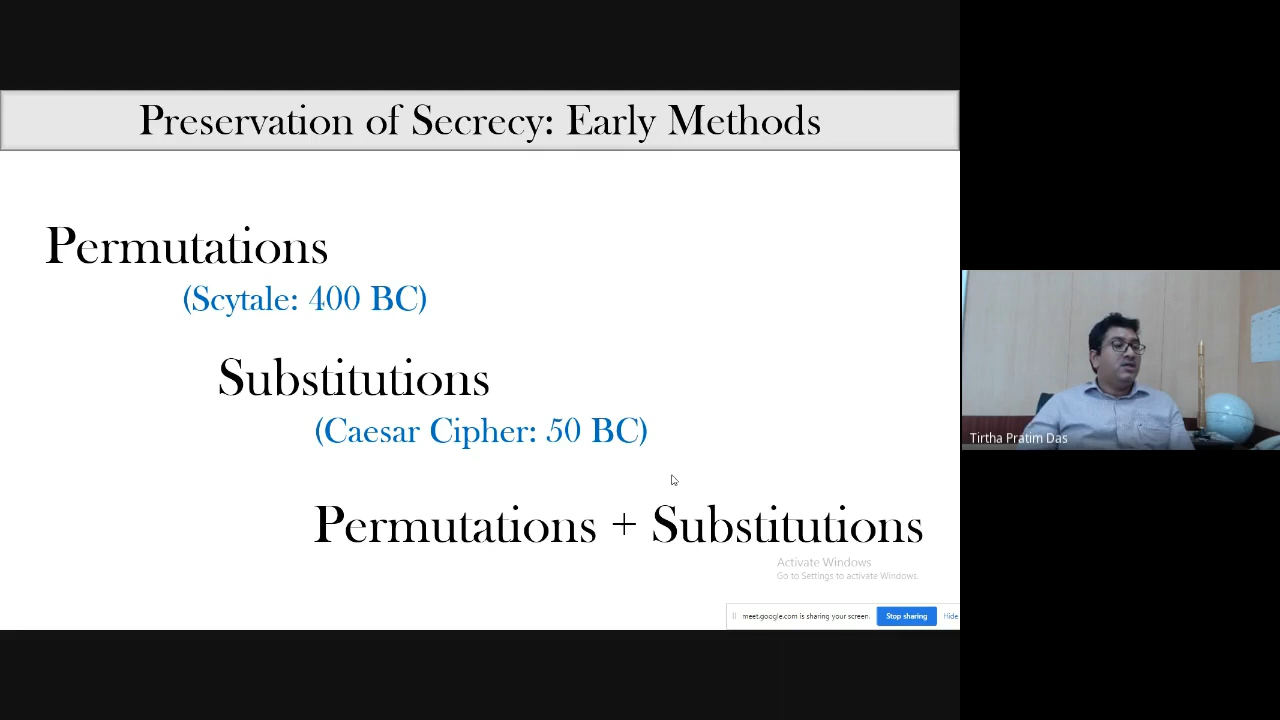 Preservation of Secrecy: Early Methods
Permutations
(Scytale: 400 BC)
Substitutions
(Caesar Cipher: 50 BC)
Permutations + Substitutions
Activate Windows
Go to Settings to activate Windows.
meet.google.com is sharing your screen.
Stop sharing
Hide
Tirtha Pratim Das